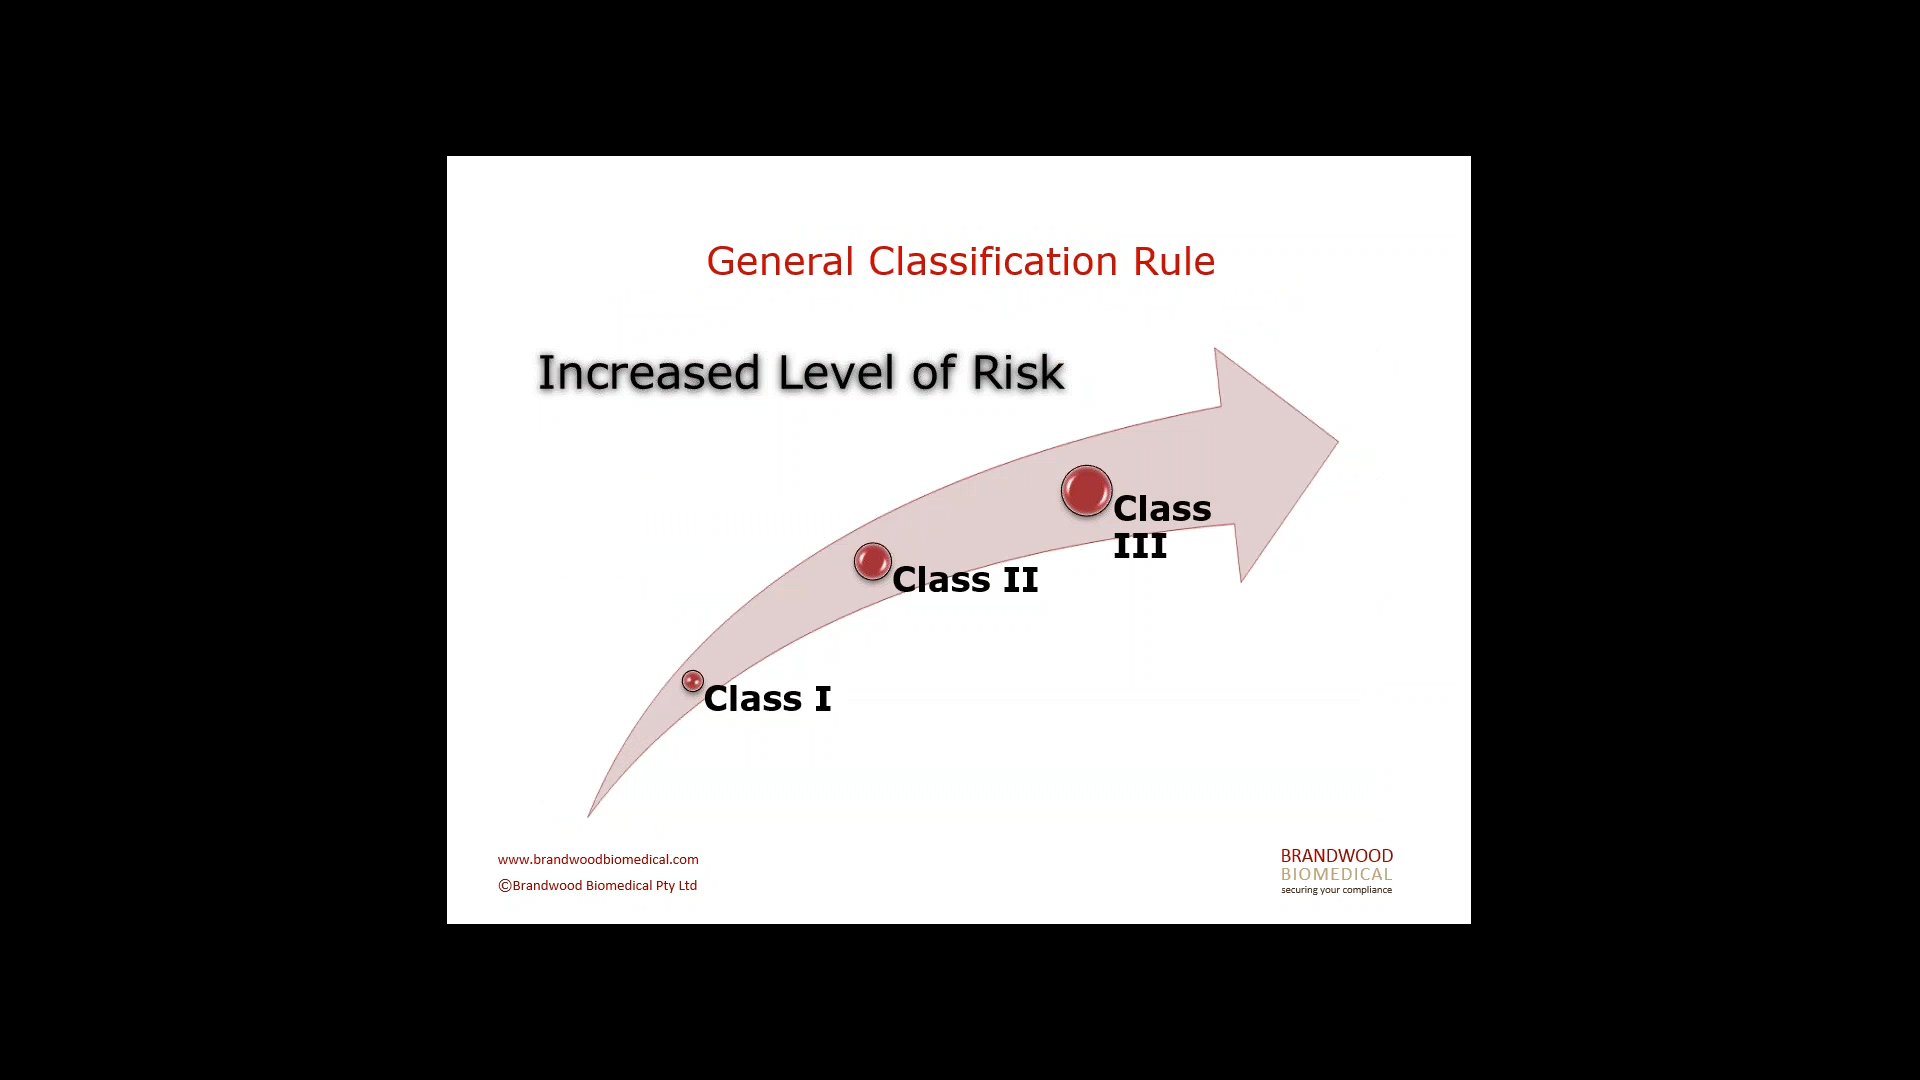 General Classification Rule
Increased Level of Risk
Class
III
Class II
Class I
www.brandwoodbiomedical.com
©Brandwood Biomedical Pty Ltd
BRANDWOOD
BIOMEDICAL
securing your compliance